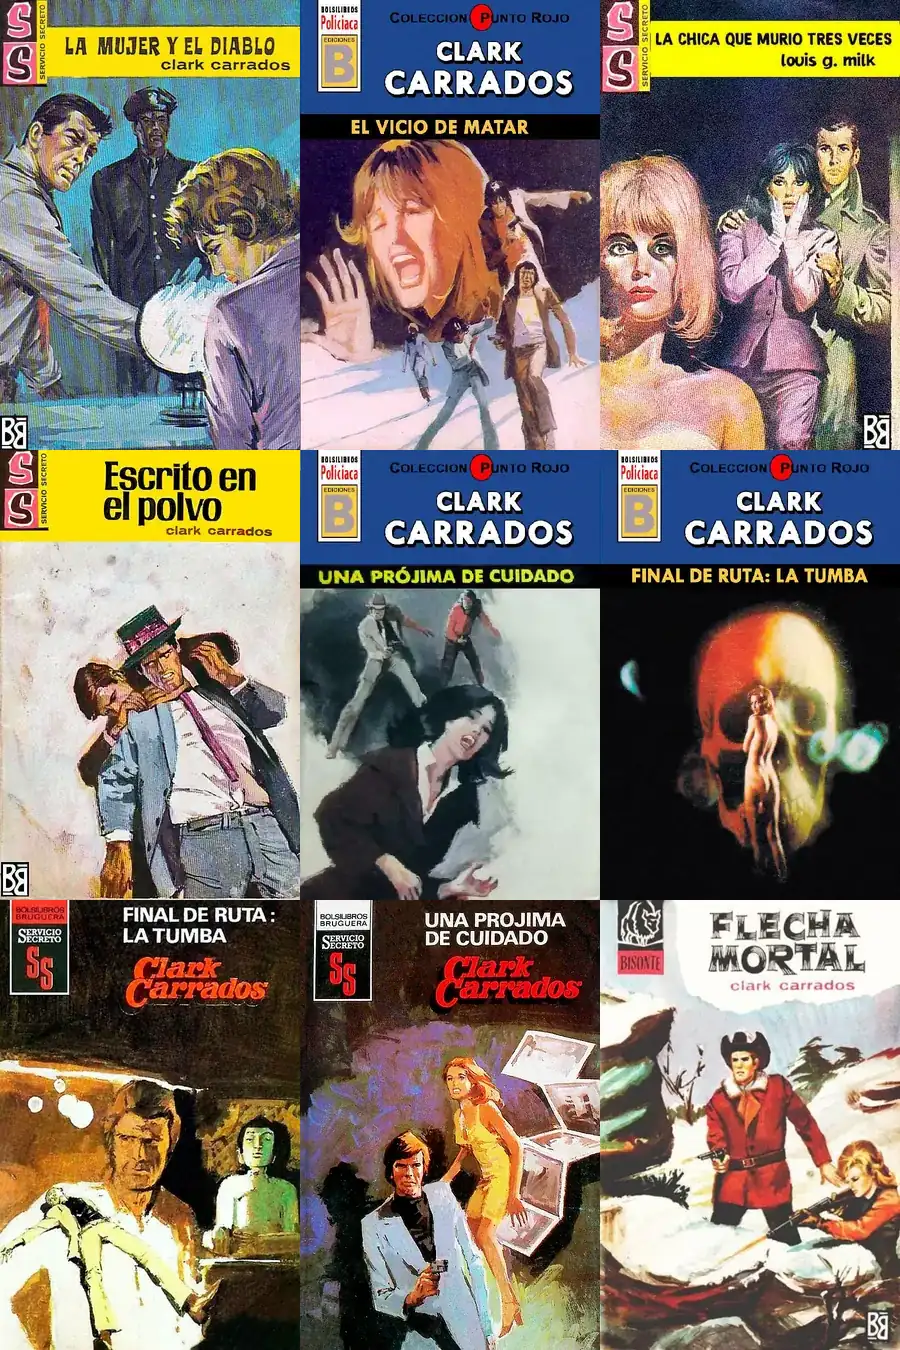 SS
SERVICIO SECRETO
LA MUJER Y EL DIABLO
clark carrados
BB
BOLSILIBROS
Policiaca
EDICIONES
B
COLECCION PUNTO ROJO
CLARK
CARRADOS
EL VICIO DE MATAR
SS
SERVICIO SECRETO
LA CHICA QUE MURIO TRES VECES
louis g. milk
BB
SS
SERVICIO SECRETO
Escrito en
el polvo
clark carrados
BB
BOLSILIBROS
Policiaca
EDICIONES
B
COLECCION PUNTO ROJO
CLARK
CARRADOS
UNA PRÓJIMA DE CUIDADO
BOLSILIBROS
Policiaca
EDICIONES
B
COLECCION PUNTO ROJO
CLARK
CARRADOS
FINAL DE RUTA: LA TUMBA
BOLSILIBROS
BRUGUERA
SERVICIO
SECRETO
SS
FINAL DE RUTA :
LA TUMBA
Clark
Carrados
BOLSILIBROS
BRUGUERA
SERVICIO
SECRETO
SS
UNA PROJIMA
DE CUIDADO
Clark
Carrados
BISONTE
FLECHA
MORTAL
clark carrados
BB